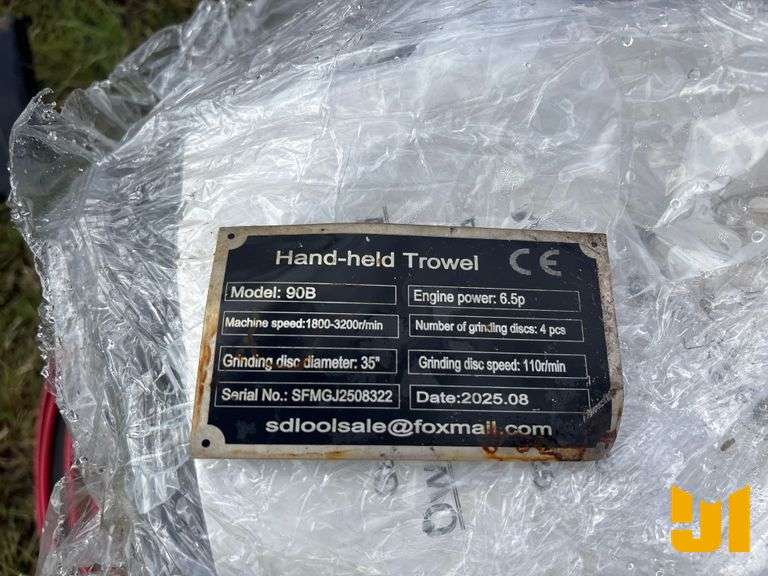 Hand-held Trowel CE
Model: 90B
Engine power: 6.5p
Machine speed:1800-3200r/min
Number of grinding discs: 4 pcs
Grinding disc diameter: 35"
Grinding disc speed: 110r/min
Serial No.: SFMGJ2508322
Date:2025.08
sdloolsale@foxmail.com